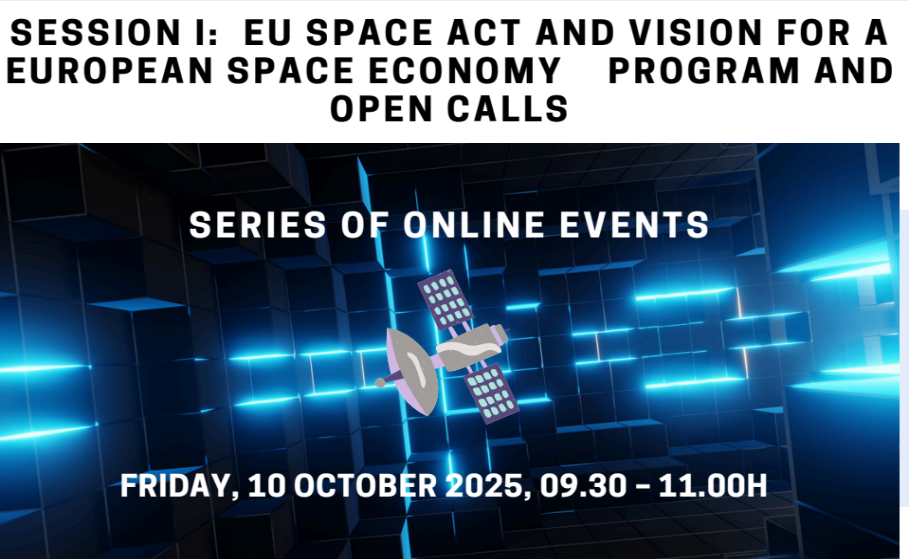 SESSION I: EU SPACE ACT AND VISION FOR A
EUROPEAN SPACE ECONOMY PROGRAM AND
OPEN CALLS
SERIES OF ONLINE EVENTS
FRIDAY, 10 OCTOBER 2025, 09.30 – 11.00H